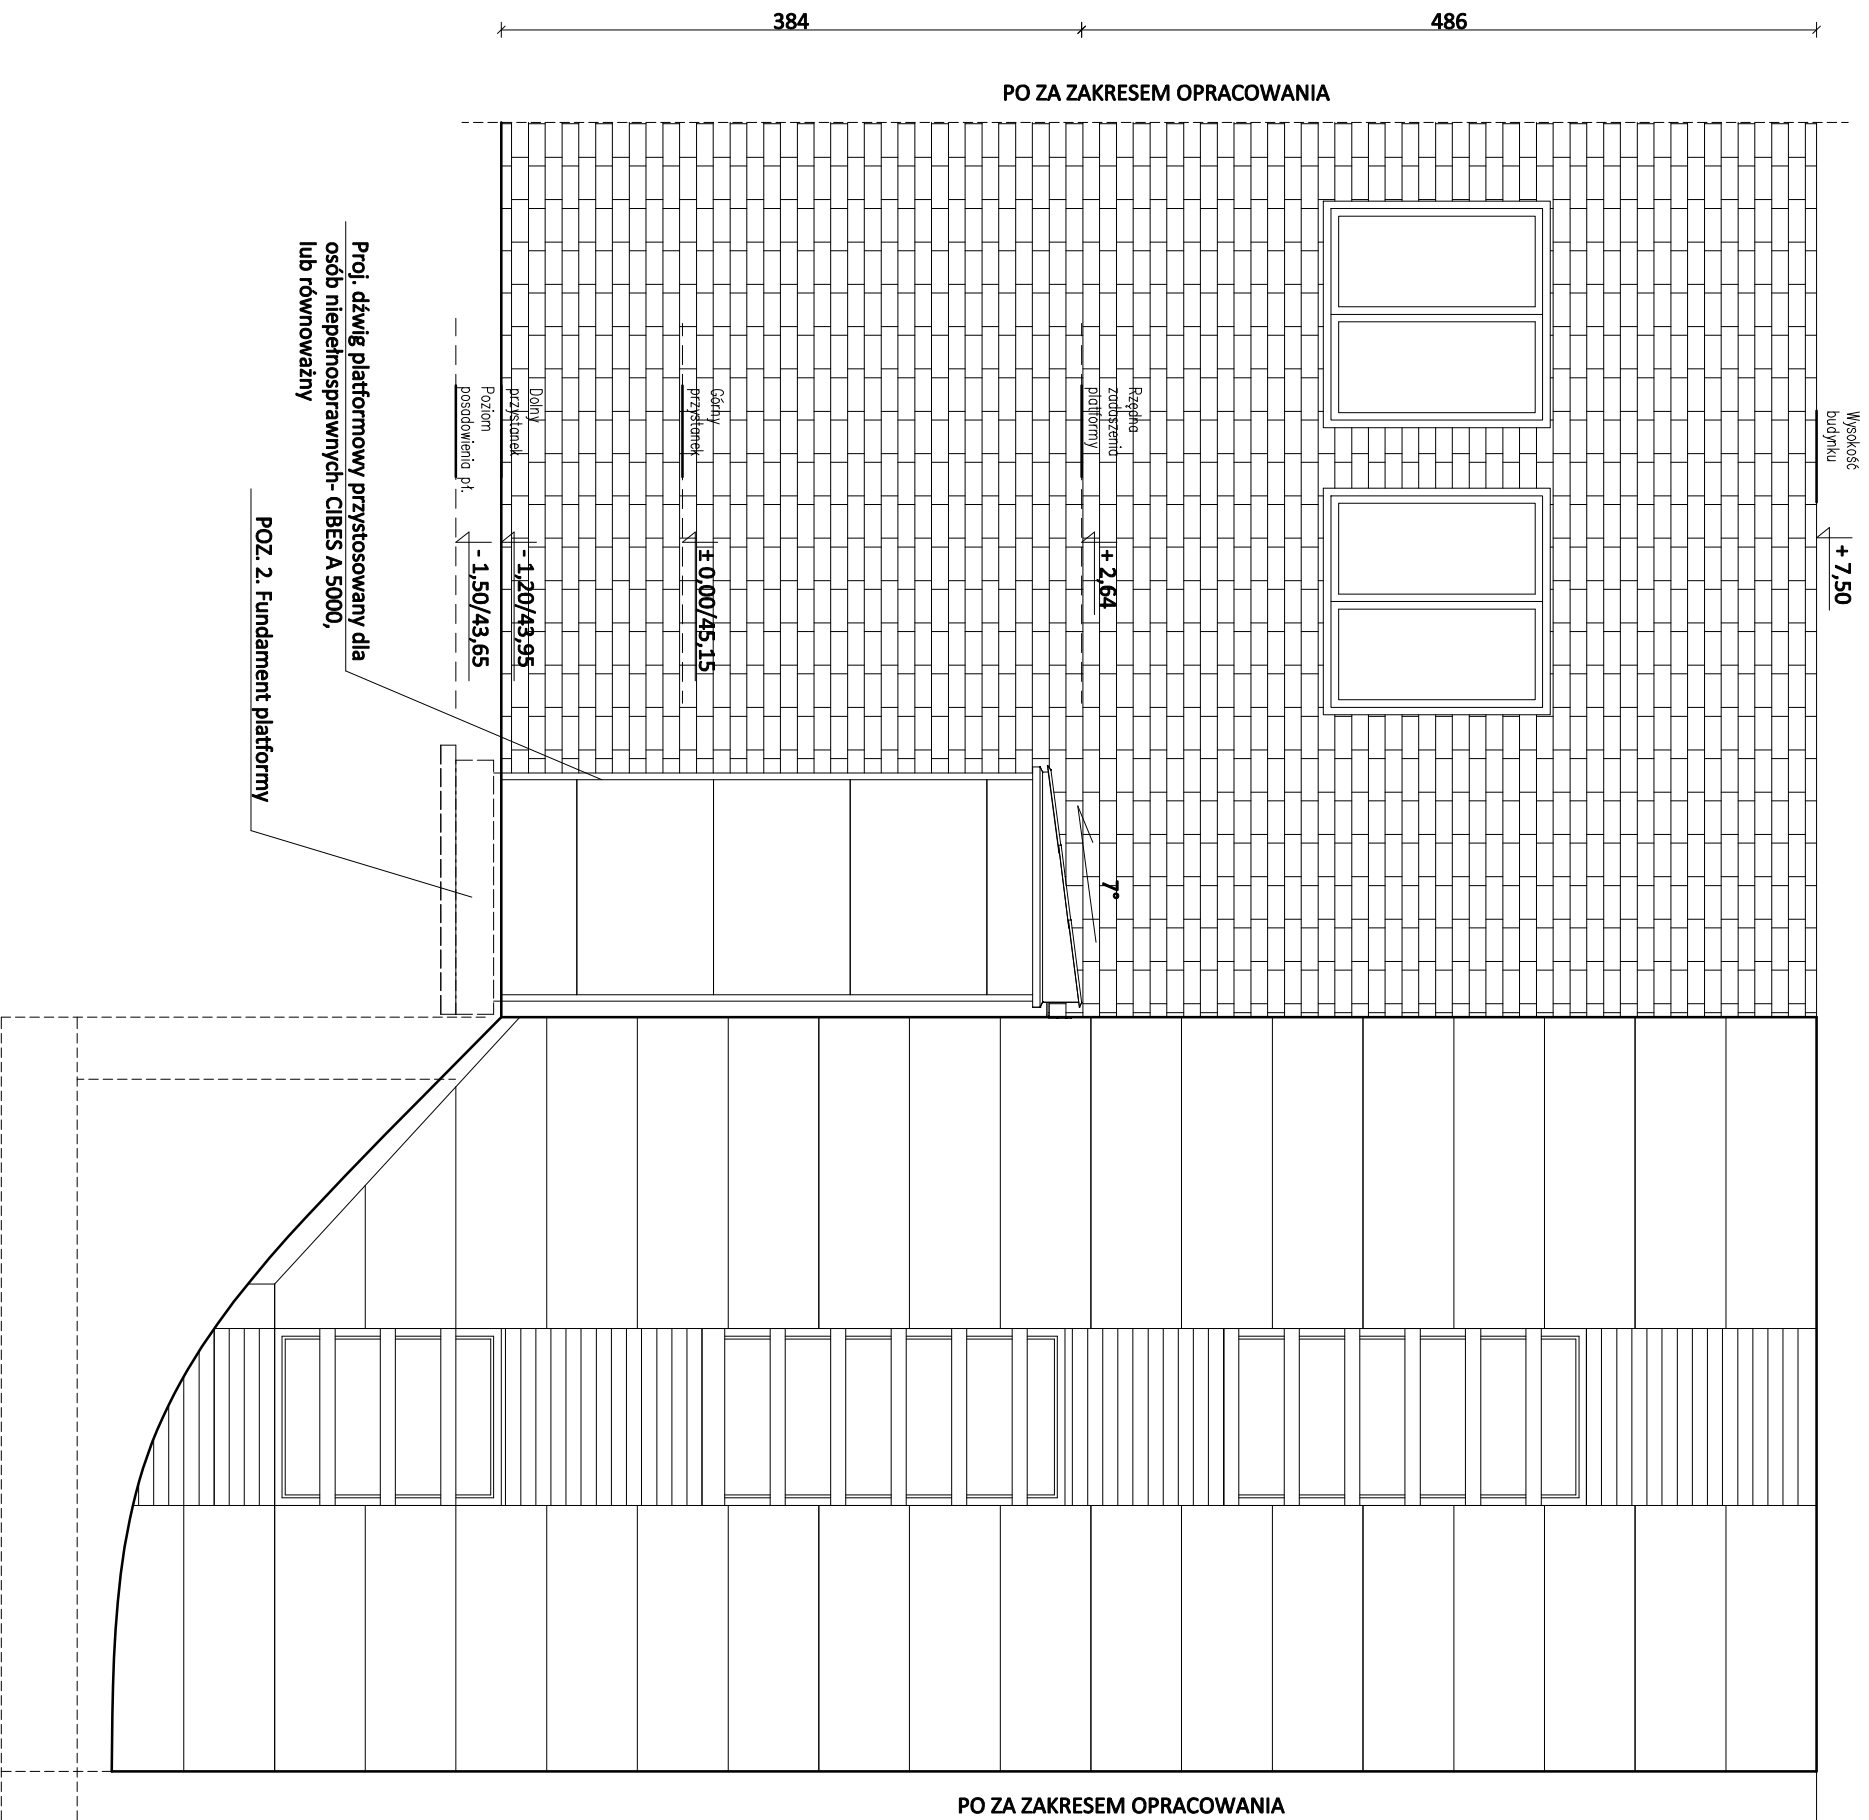 384
486
PO ZA ZAKRESEM OPRACOWANIA
Wysokość
budynku
+ 7,50
Rzędna
zadaszenia
platformy
+ 2,64
Górny
przystanek
± 0,00/45,15
Dolny
przystanek
- 1,20/43,95
Poziom
posadowienia pł.
- 1,50/43,65
7°
Proj. dźwig platformowy przystosowany dla
osób niepełnosprawnych- CIBES A 5000,
lub równoważny
POZ. 2. Fundament platformy
PO ZA ZAKRESEM OPRACOWANIA